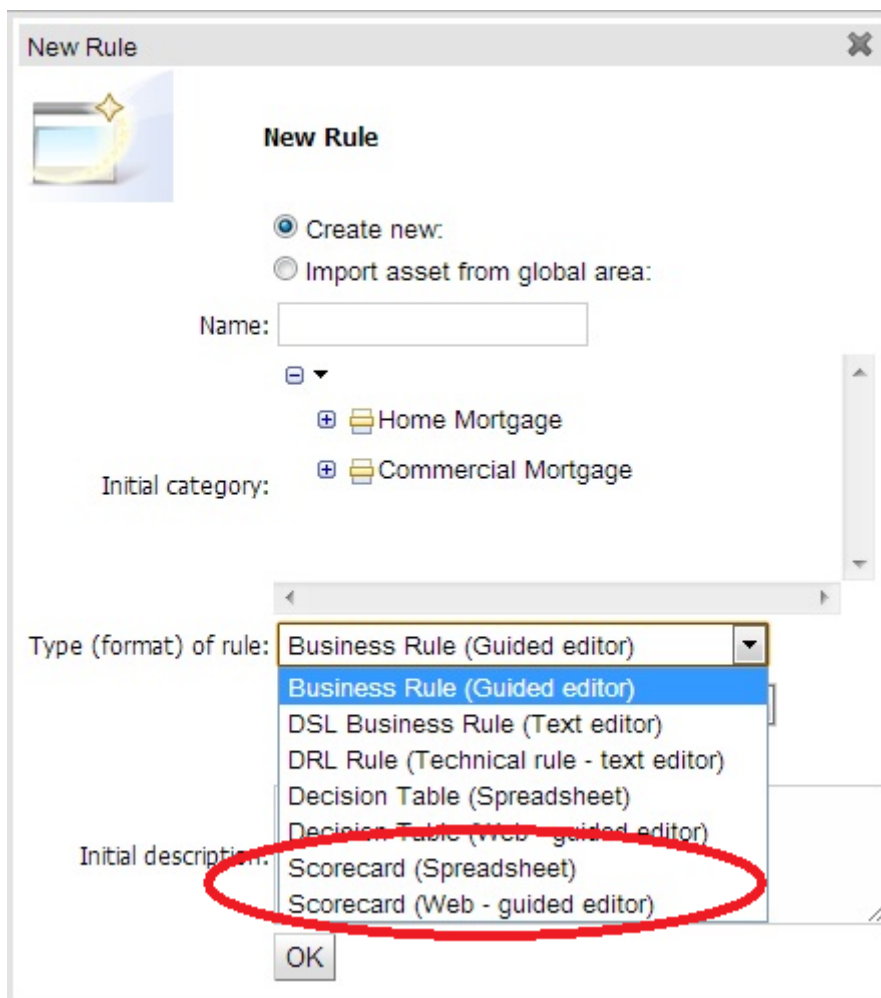 New Rule
New Rule
Create new:
Import asset from global area:
Name:
Home Mortgage
Commercial Mortgage
Initial category:
Type (format) of rule: Business Rule (Guided editor)
Business Rule (Guided editor)
DSL Business Rule (Text editor)
DRL Rule (Technical rule - text editor)
Decision Table (Spreadsheet)
Decision Table (Web - guided editor)
Initial description:
Scorecard (Spreadsheet)
Scorecard (Web - guided editor)
OK